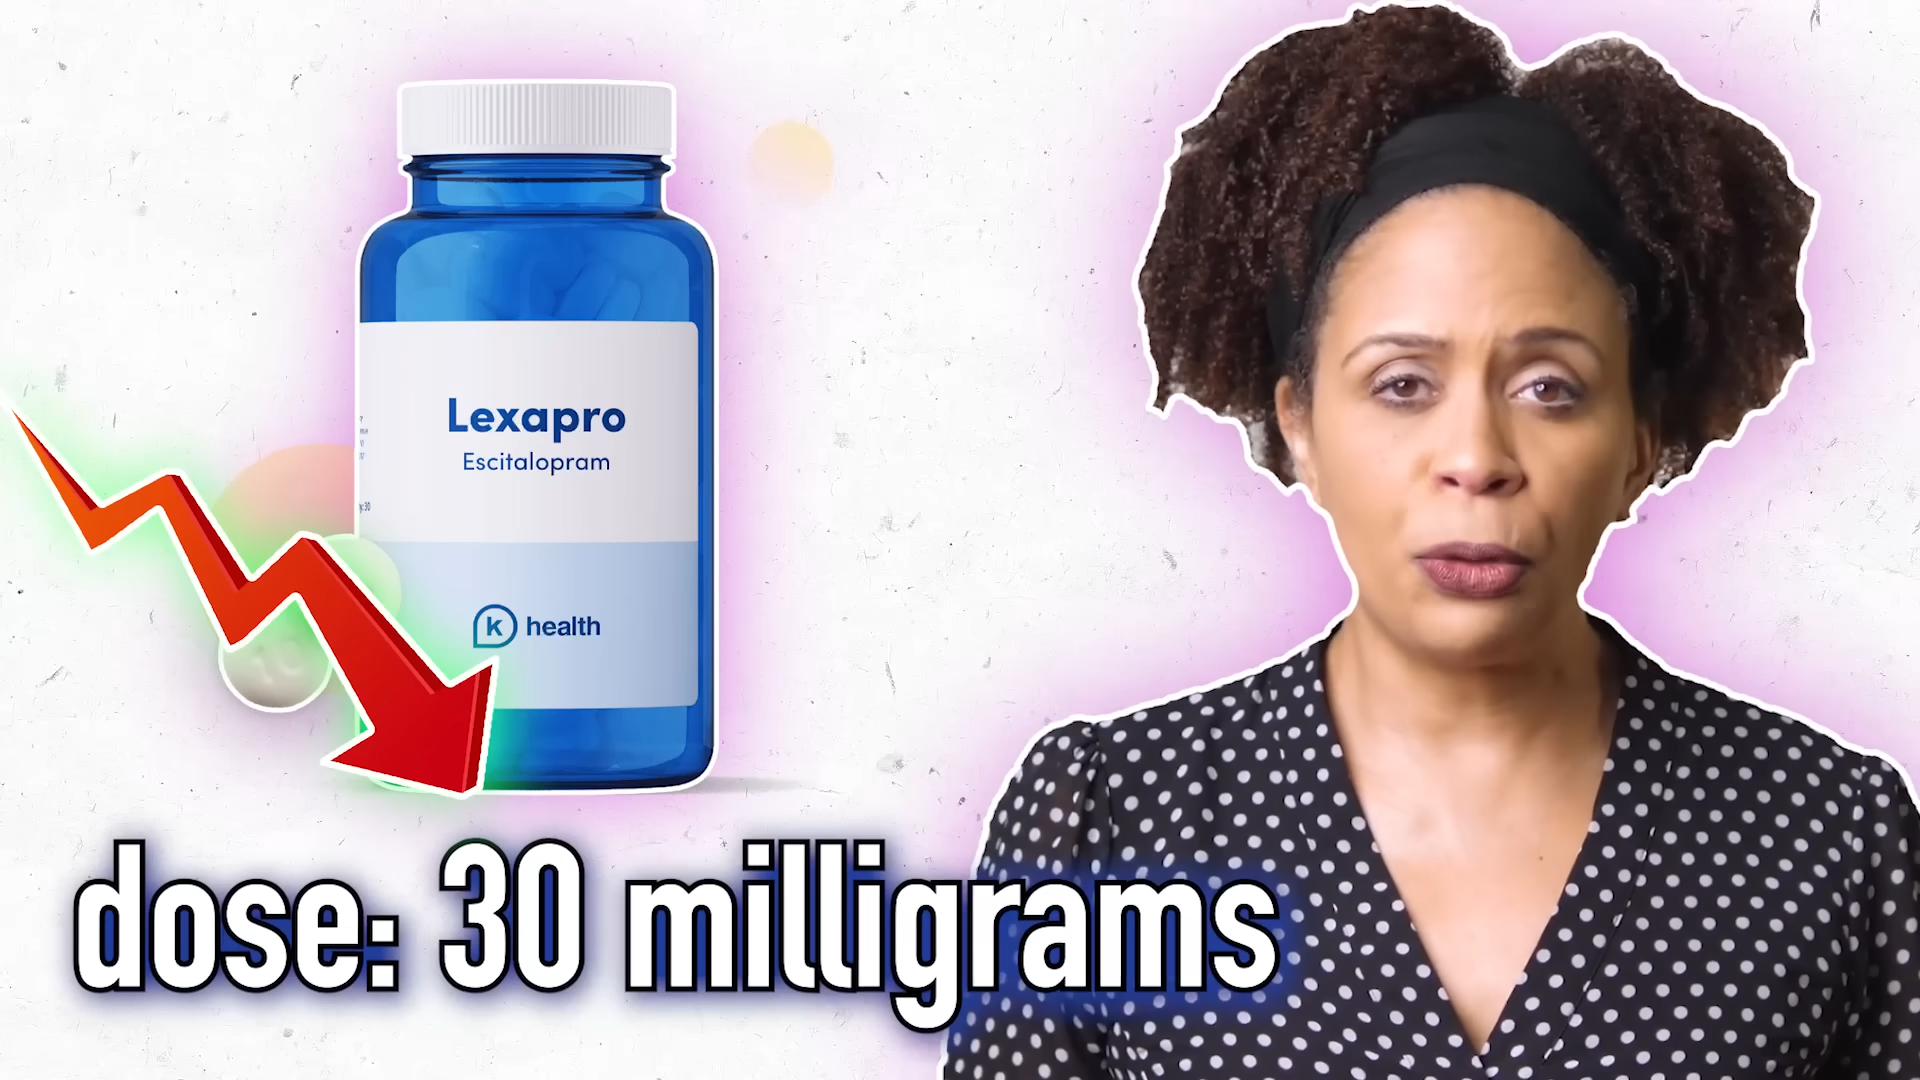 Lexapro
Escitalopram
k health
dose: 30 milligrams